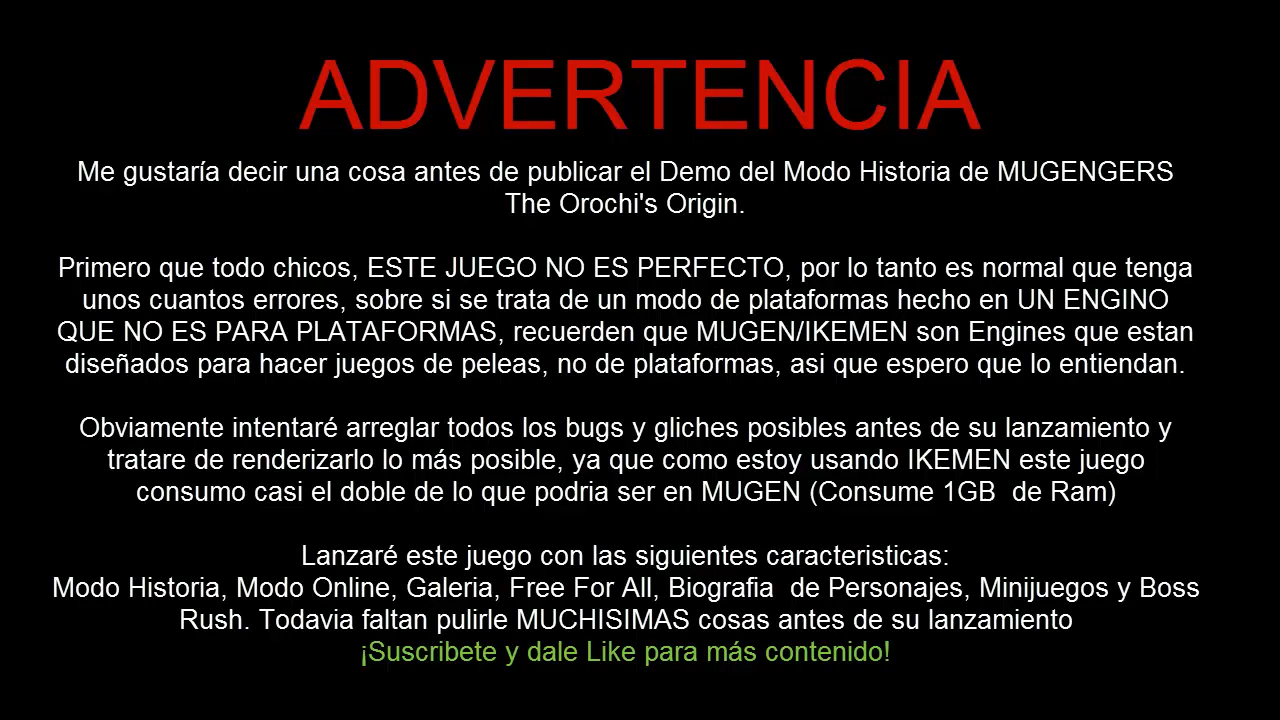 ADVERTENCIA
Me gustaría decir una cosa antes de publicar el Demo del Modo Historia de MUGENGERS
The Orochi's Origin.
Primero que todo chicos, ESTE JUEGO NO ES PERFECTO, por lo tanto es normal que tenga
unos cuantos errores, sobre si se trata de un modo de plataformas hecho en UN ENGINO
QUE NO ES PARA PLATAFORMAS, recuerden que MUGEN/IKEMEN son Engines que estan
diseñados para hacer juegos de peleas, no de plataformas, asi que espero que lo entiendan.
Obviamente intentaré arreglar todos los bugs y gliches posibles antes de su lanzamiento y
tratare de renderizarlo lo más posible, ya que como estoy usando IKEMEN este juego
consumo casi el doble de lo que podria ser en MUGEN (Consume 1GB  de Ram)
Lanzaré este juego con las siguientes caracteristicas:
Modo Historia, Modo Online, Galeria, Free For All, Biografia  de Personajes, Minijuegos y Boss
Rush. Todavia faltan pulirle MUCHISIMAS cosas antes de su lanzamiento
¡Suscribete y dale Like para más contenido!